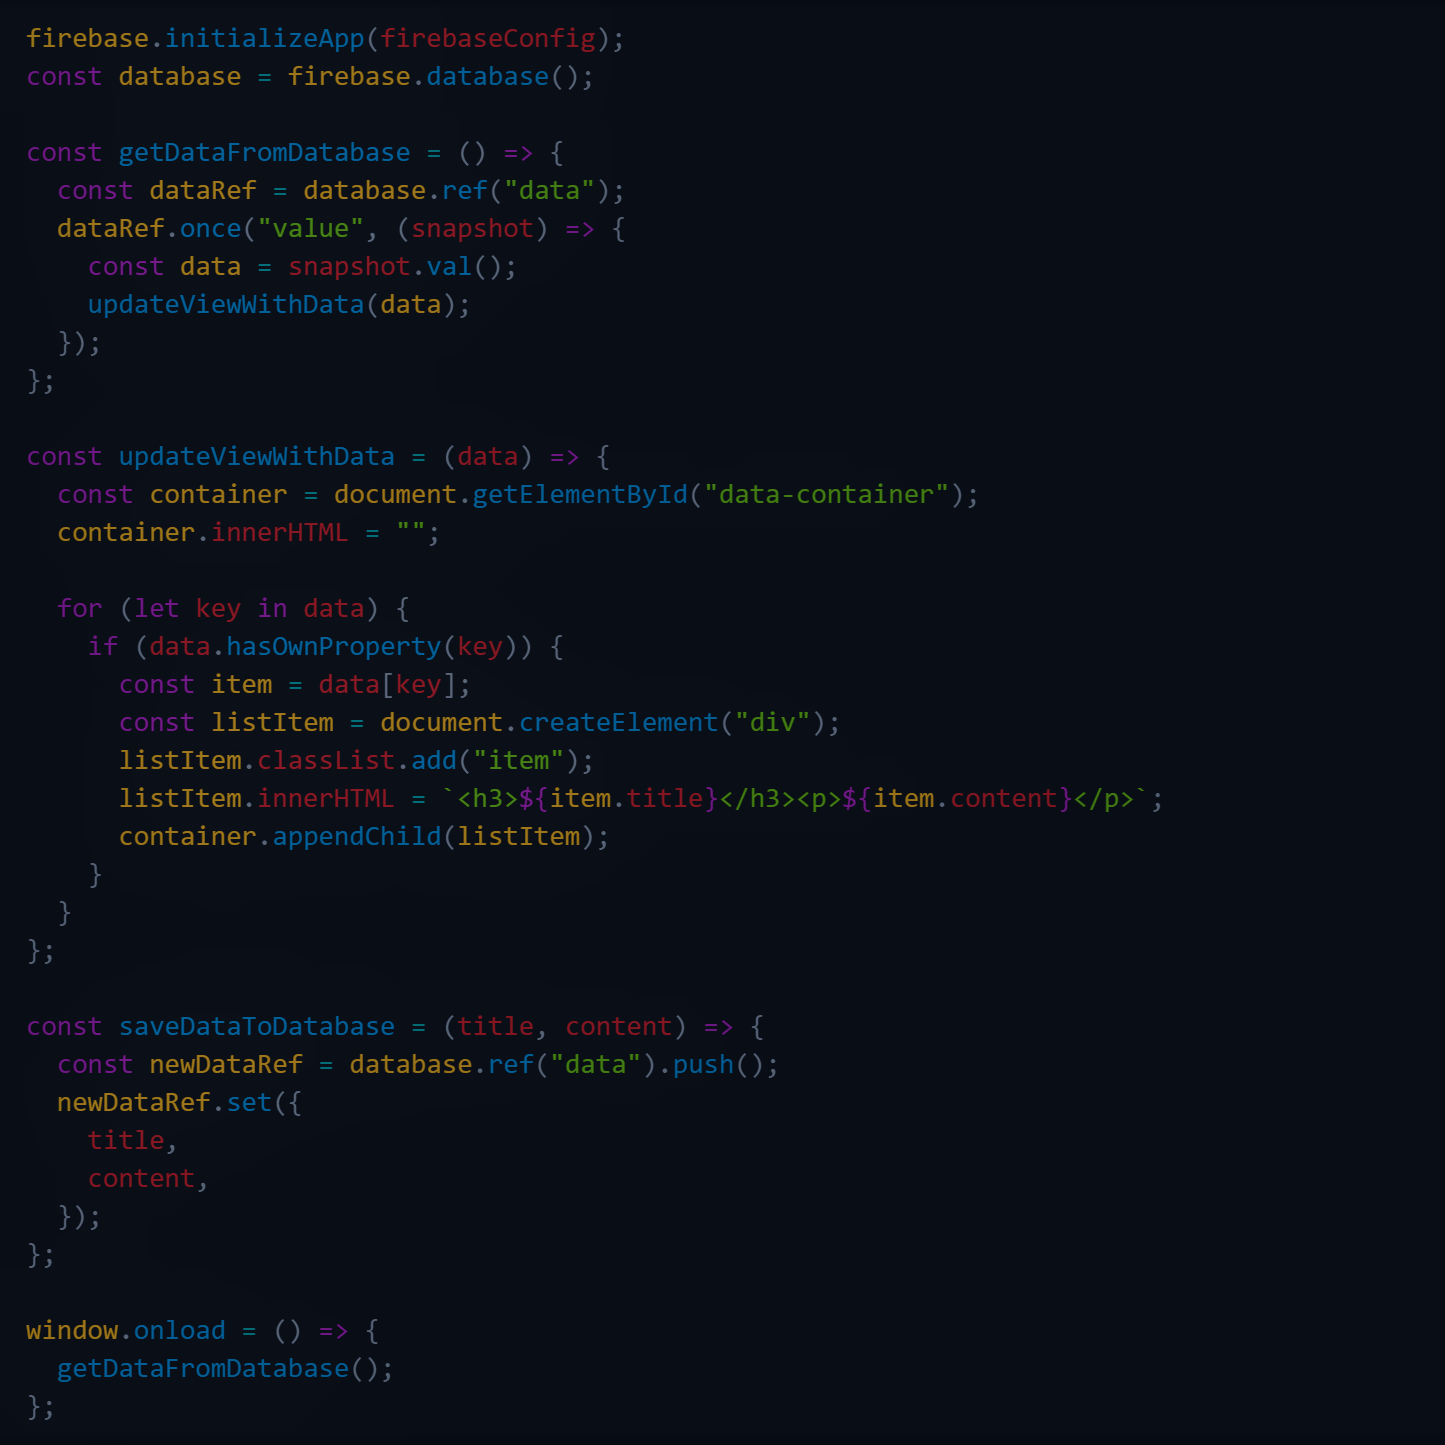 firebase.initializeApp(firebaseConfig);
const database = firebase.database();

const getDataFromDatabase = () => {
  const dataRef = database.ref("data");
  dataRef.once("value", (snapshot) => {
    const data = snapshot.val();
    updateViewWithData(data);
  });
};

const updateViewWithData = (data) => {
  const container = document.getElementById("data-container");
  container.innerHTML = "";

  for (let key in data) {
    if (data.hasOwnProperty(key)) {
      const item = data[key];
      const listItem = document.createElement("div");
      listItem.classList.add("item");
      listItem.innerHTML = `<h3>${item.title}</h3><p>${item.content}</p>`;
      container.appendChild(listItem);
    }
  }
};

const saveDataToDatabase = (title, content) => {
  const newDataRef = database.ref("data").push();
  newDataRef.set({
    title,
    content,
  });
};

window.onload = () => {
  getDataFromDatabase();
};